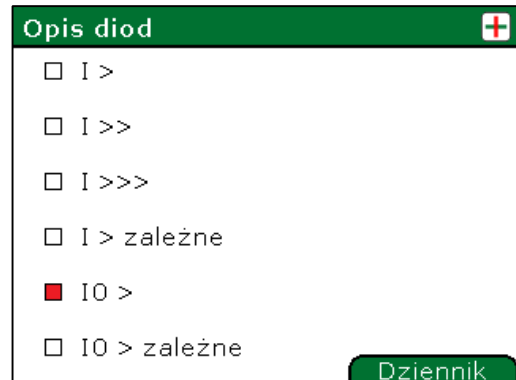 Opis diod
I >
I >>
I >>>
I > zależne
I0 >
I0 > zależne
Dziennik